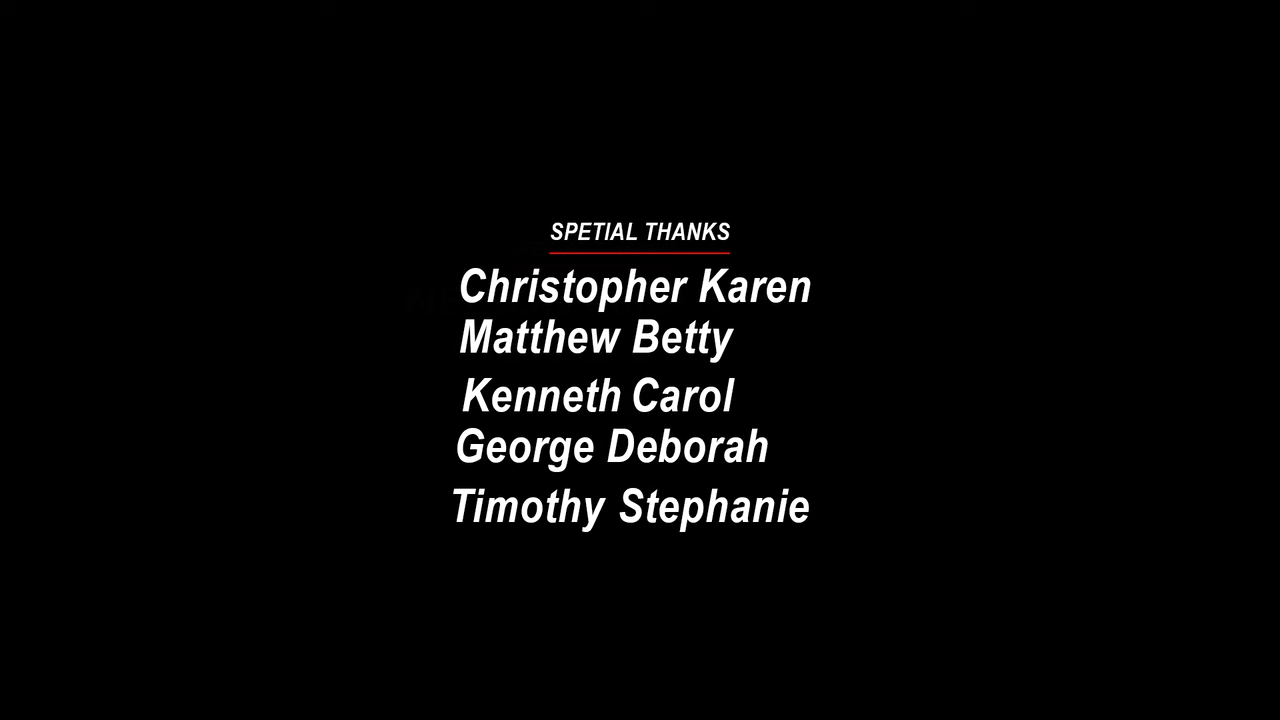 SPETIAL THANKS
Christopher Karen
Matthew Betty
Kenneth Carol
George Deborah
Timothy Stephanie